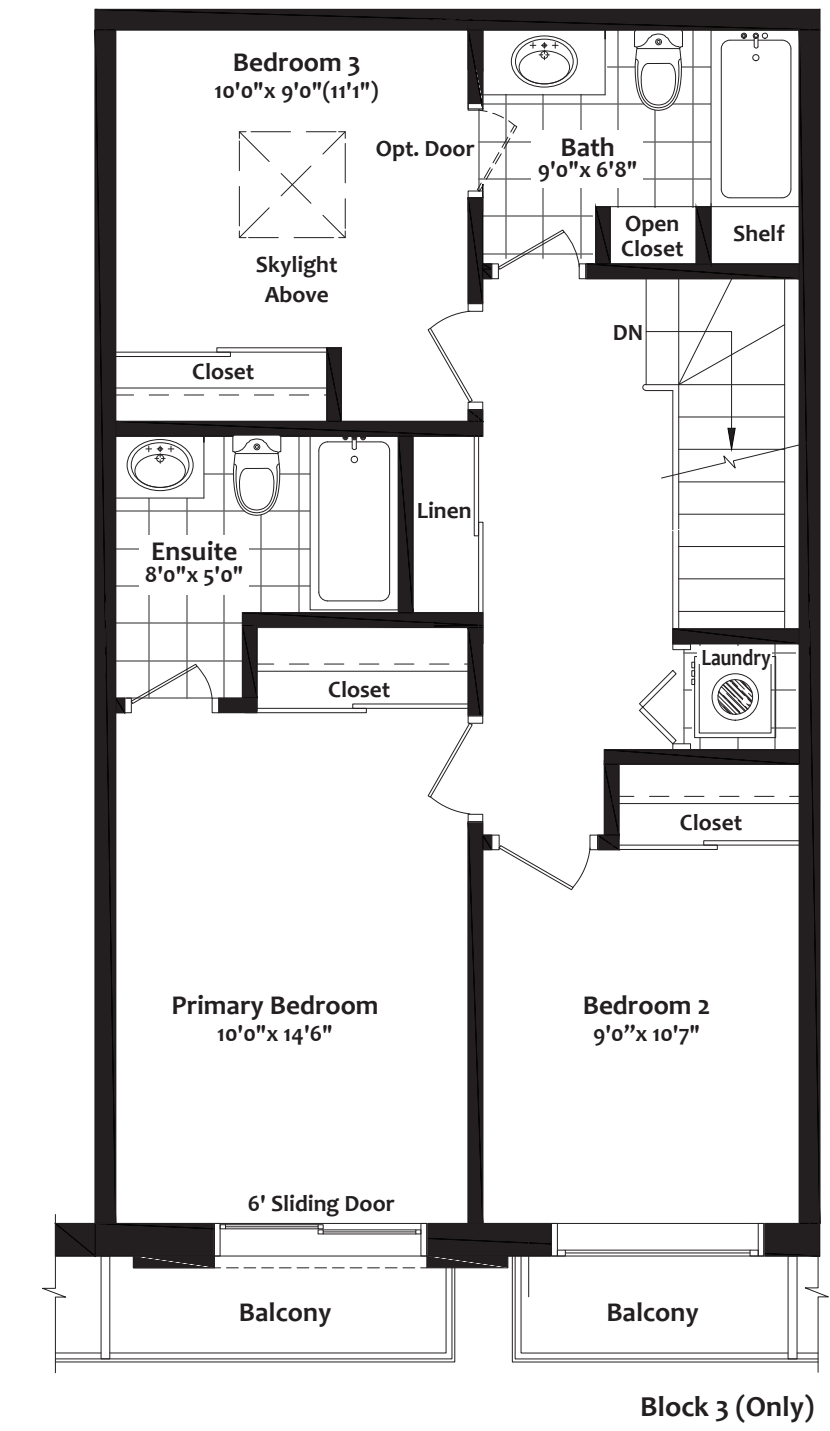 Bedroom 3
10'0"x 9'0"(11'1")
Opt. Door
Bath
9'0"x 6'8"
Skylight
Above
Open
Closet
Shelf
DN
Closet
Linen
Ensuite
8'0"x 5'0"
Closet
Laundry
Closet
Primary Bedroom
10'0"x 14'6"
Bedroom 2
9'0”x 10'7"
6' Sliding Door
Balcony
Balcony
Block 3 (Only)